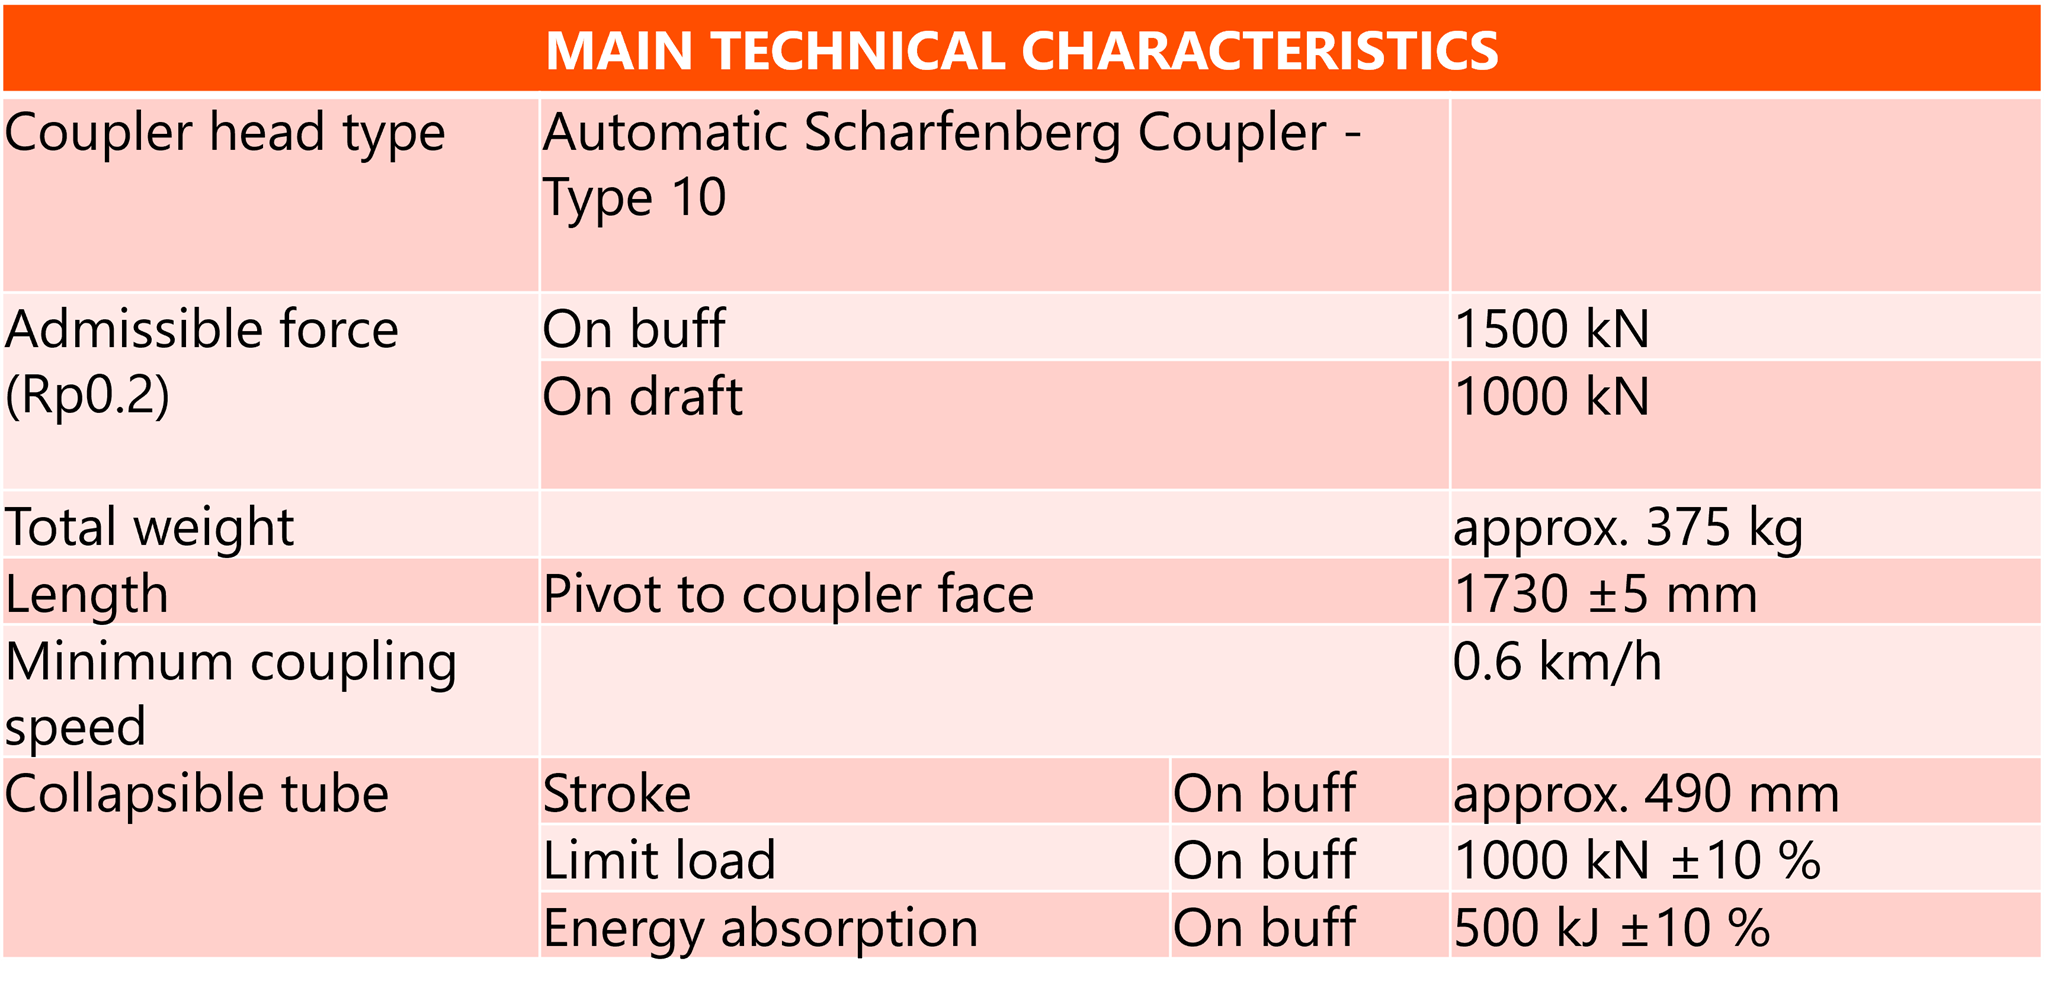 MAIN TECHNICAL CHARACTERISTICS
Coupler head type
Automatic Scharfenberg Coupler -
Type 10
Admissible force
(Rp0.2)
On buff
1500 kN
On draft
1000 kN
Total weight
approx. 375 kg
Length
Pivot to coupler face
1730 ±5 mm
Minimum coupling
speed
0.6 km/h
Collapsible tube
Stroke
On buff
approx. 490 mm
Limit load
On buff
1000 kN ±10 %
Energy absorption
On buff
500 kJ ±10 %